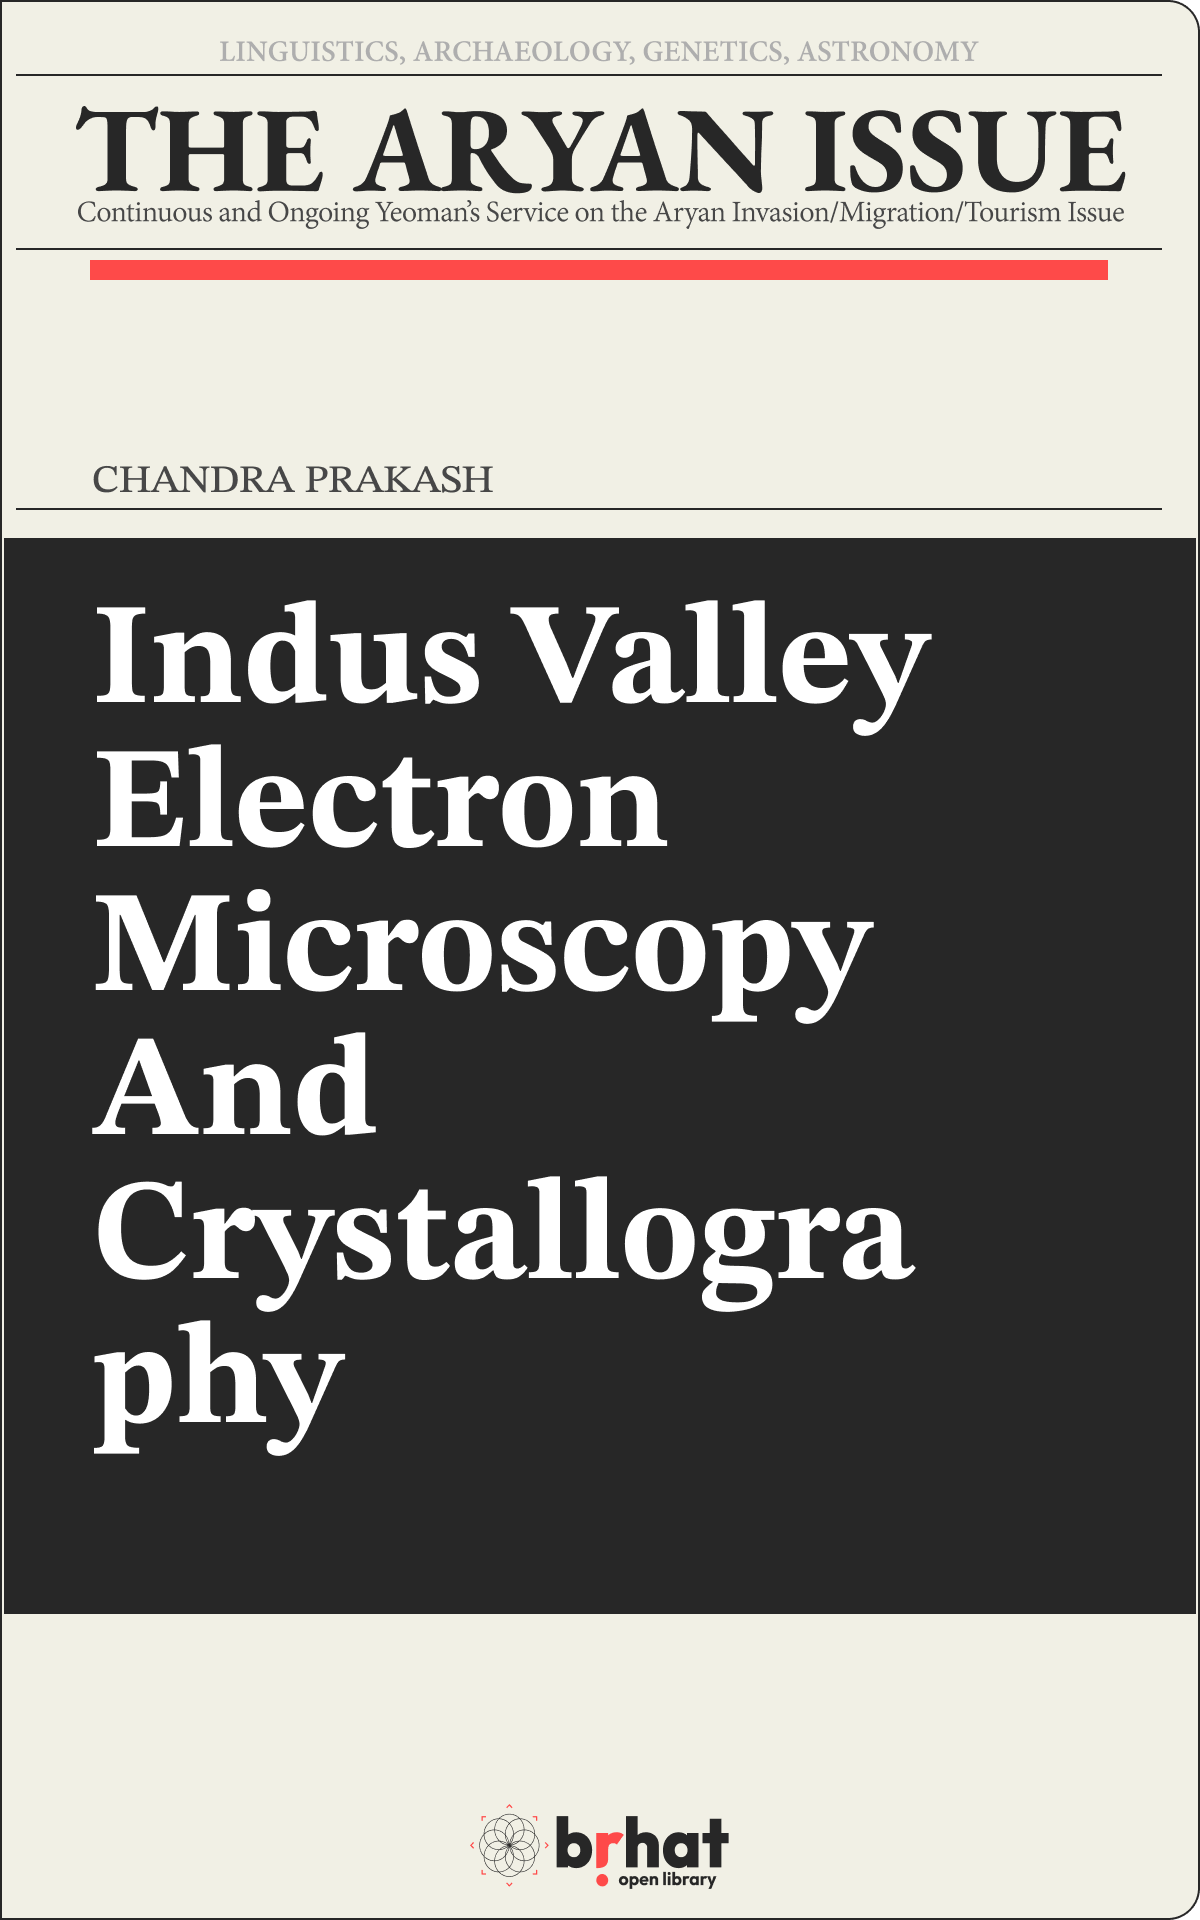 LINGUISTICS, ARCHAEOLOGY, GENETICS, ASTRONOMY
THE ARYAN ISSUE
Continuous and Ongoing Yeoman's Service on the Aryan Invasion/Migration/Tourism Issue
CHANDRA PRAKASH
Indus Valley
Electron
Microscopy
And
Crystallogra
phy
brhat
open library